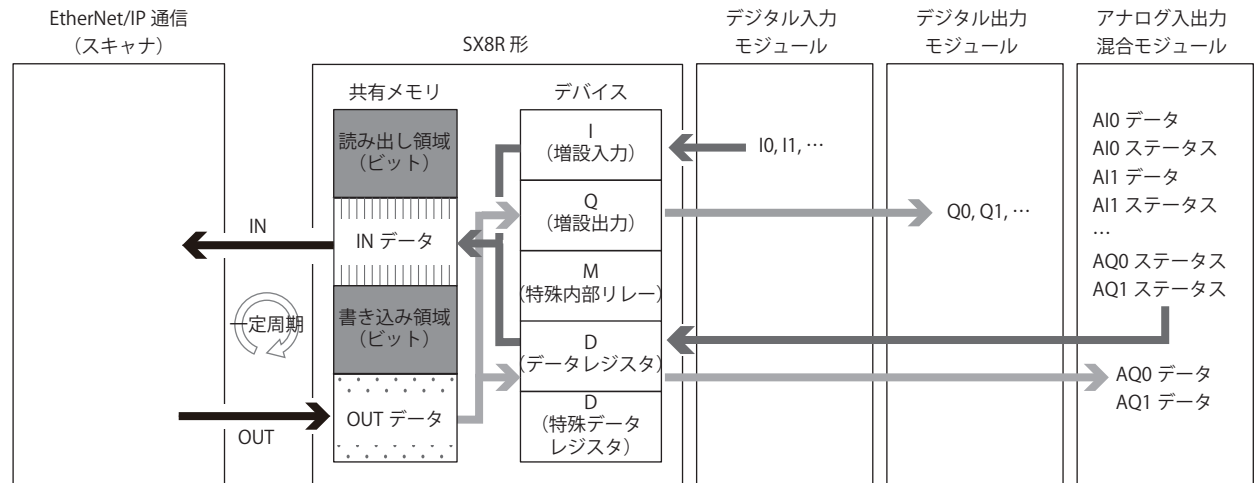 EtherNet/IP 通信
（スキャナ）
SX8R 形
デジタル入力
モジュール
デジタル出力
モジュール
アナログ入出力
混合モジュール
共有メモリ
読み出し領域
（ビット）
IN データ
書き込み領域
（ビット）
OUT データ
デバイス
I
（増設入力）
Q
（増設出力）
M
（特殊内部リレー）
D
（データレジスタ）
D
（特殊データ
レジスタ）
IN
一定周期
OUT
I0, I1, …
Q0, Q1, …
AI0 データ
AI0 ステータス
AI1 データ
AI1 ステータス
…
AQ0 ステータス
AQ1 ステータス
AQ0 データ
AQ1 データ